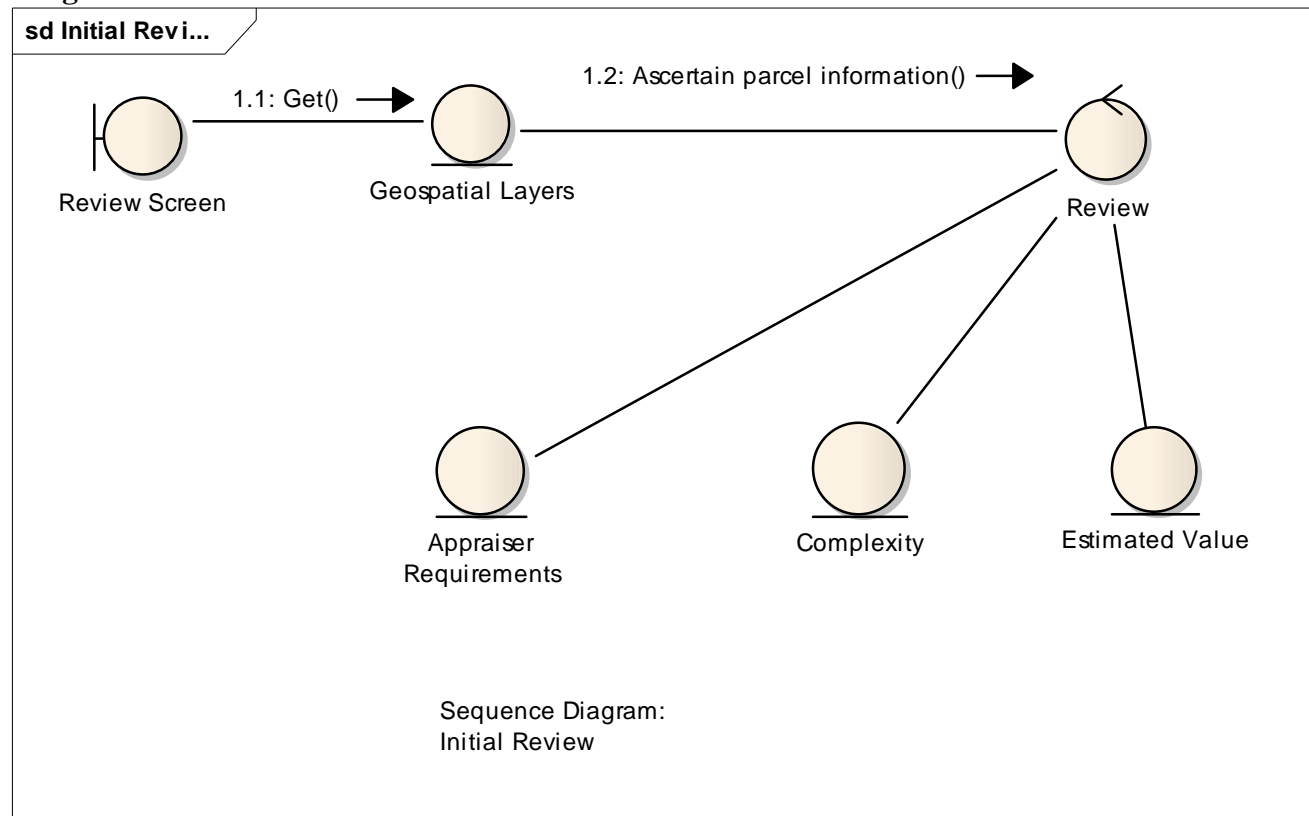 sd Initial Revi...
1.1: Get()
1.2: Ascertain parcel information()
Review Screen
Geospatial Layers
Review
Appraiser
Requirements
Complexity
Estimated Value
Sequence Diagram:
Initial Review